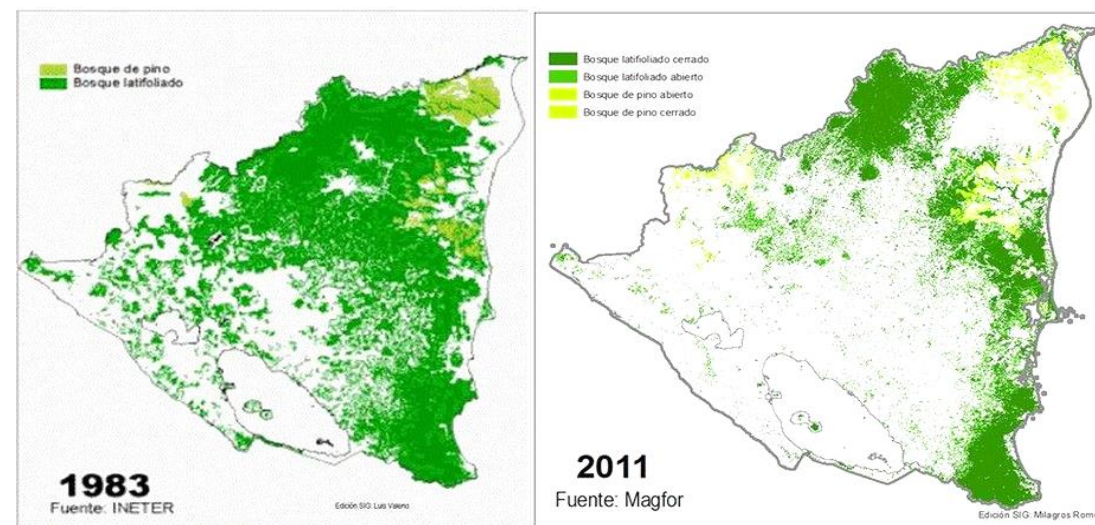 Bosque de pino
Bosque latifoliado
1983
Fuente: INETER
Edición SIG: Luis Valerio
Bosque latifoliado cerrado
Bosque latifoliado abierto
Bosque de pino abierto
Bosque de pino cerrado
2011
Fuente: Magfor
Edición SIG: Milagros Rom